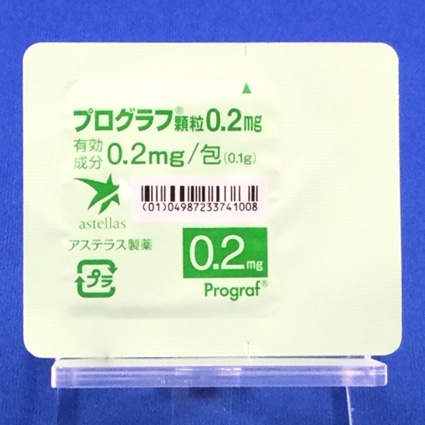 プログラフ®顆粒0.2mg
有効成分 0.2mg/包(0.1g)
(01)04987233741008
astellas
アステラス製薬
プラ
0.2mg
Prograf®